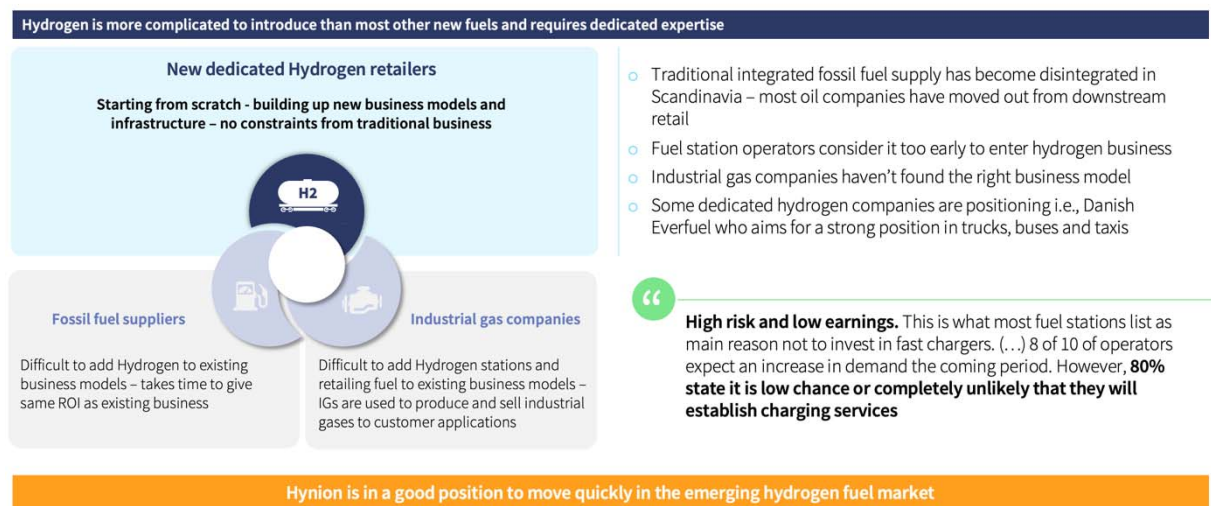 Hydrogen is more complicated to introduce than most other new fuels and requires dedicated expertise
New dedicated Hydrogen retailers
Starting from scratch - building up new business models and
infrastructure – no constraints from traditional business
H2
Fossil fuel suppliers
Difficult to add Hydrogen to existing
business models – takes time to give
same ROI as existing business
Industrial gas companies
Difficult to add Hydrogen stations and
retailing fuel to existing business models –
IGs are used to produce and sell industrial
gases to customer applications
Traditional integrated fossil fuel supply has become disintegrated in
Scandinavia – most oil companies have moved out from downstream
retail
Fuel station operators consider it too early to enter hydrogen business
Industrial gas companies haven’t found the right business model
Some dedicated hydrogen companies are positioning i.e., Danish
Everfuel who aims for a strong position in trucks, buses and taxis
“
High risk and low earnings. This is what most fuel stations list as
main reason not to invest in fast chargers. (…) 8 of 10 of operators
expect an increase in demand the coming period. However, 80%
state it is low chance or completely unlikely that they will
establish charging services
Hynion is in a good position to move quickly in the emerging hydrogen fuel market